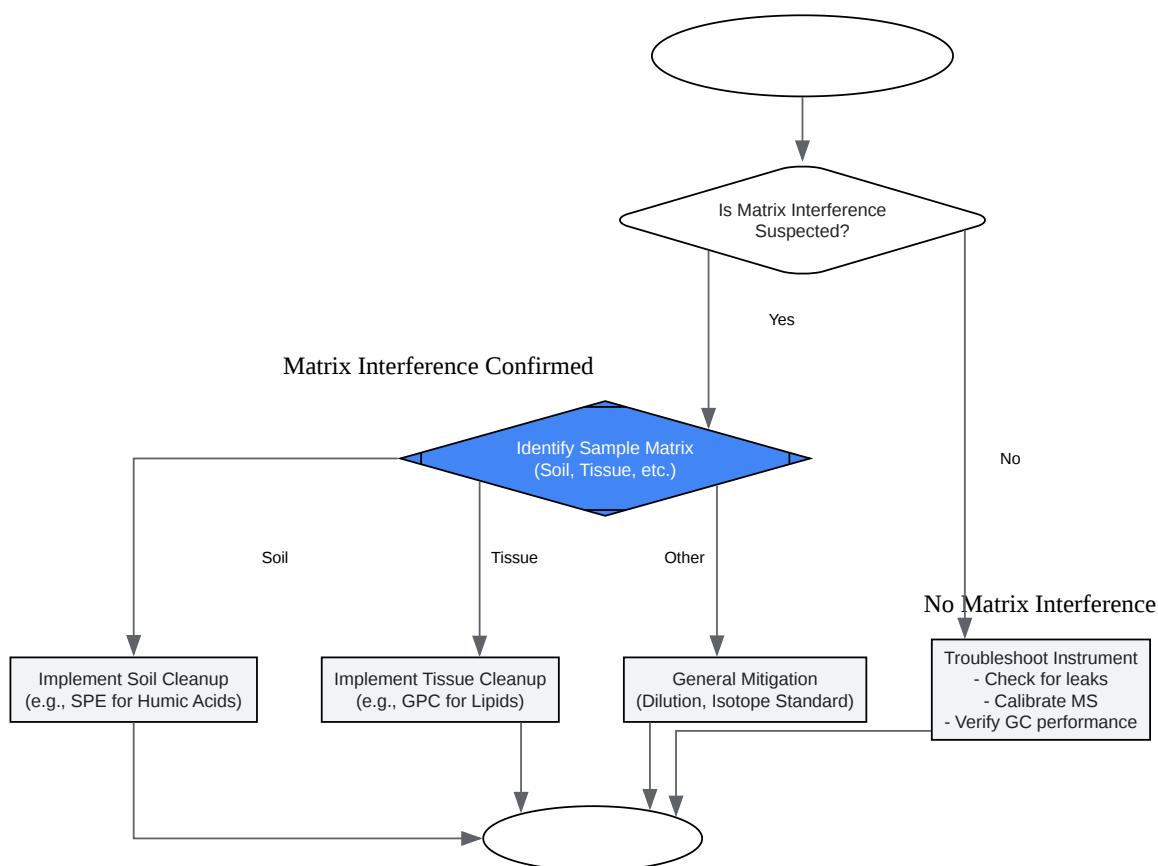 Is Matrix Interference
Suspected?
Yes
Matrix Interference Confirmed
Identify Sample Matrix
(Soil, Tissue, etc.)
No
Soil
Tissue
Other
No Matrix Interference
Implement Soil Cleanup
(e.g., SPE for Humic Acids)
Implement Tissue Cleanup
(e.g., GPC for Lipids)
General Mitigation
(Dilution, Isotope Standard)
Troubleshoot Instrument
- Check for leaks
- Calibrate MS
- Verify GC performance